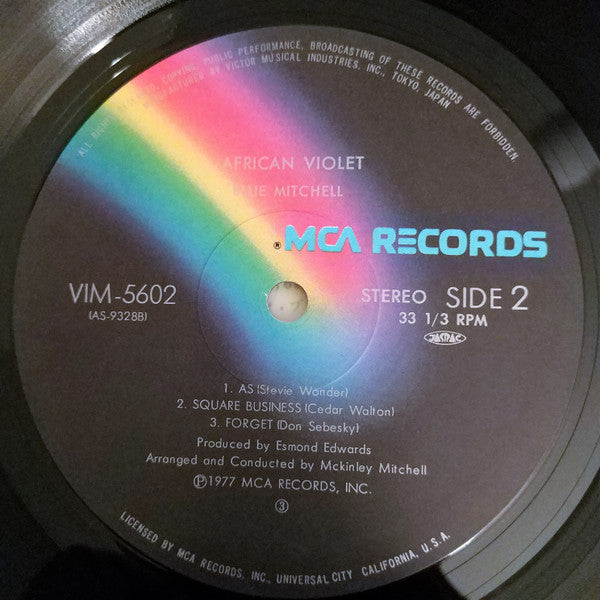 ALL RIGHTS COPYING, PUBLIC PERFORMANCE, BROADCASTING OF THESE RECORDS ARE FORBIDDEN.
MANUFACTURED BY VICTOR MUSICAL INDUSTRIES, INC., TOKYO, JAPAN
AFRICAN VIOLET
BLUE MITCHELL
® MCA RECORDS
VIM-5602
(AS-9328B)
STEREO SIDE 2
33 1/3 RPM
JASRAC
1. AS (Stevie Wonder)
2. SQUARE BUSINESS (Cedar Walton)
3. FORGET (Don Sebesky)
Produced by Esmond Edwards
Arranged and Conducted by Mckinley Mitchell
Ⓟ1977 MCA RECORDS, INC.
③
LICENSED BY MCA RECORDS, INC., UNIVERSAL CITY CALIFORNIA, U.S.A.